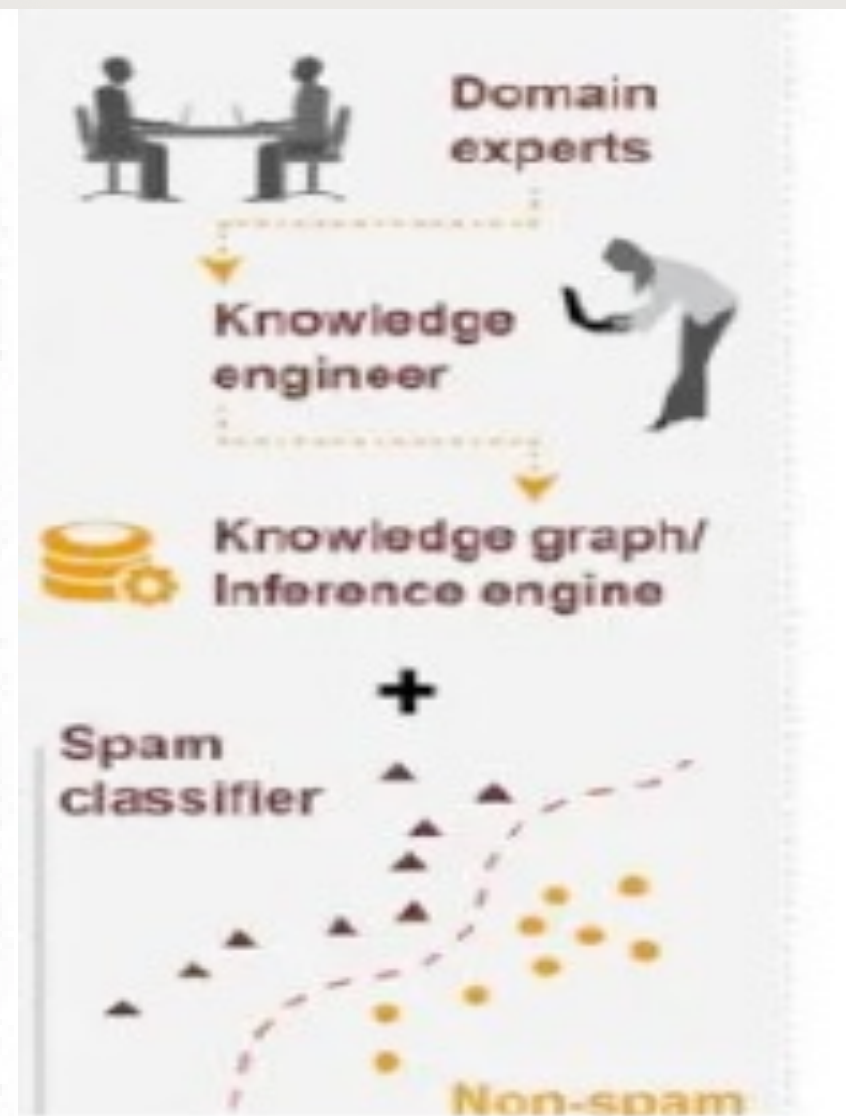 Domain
experts
Knowledge
engineer
Knowledge graph/
Inference engine
+
Spam
classifier
Non-spam